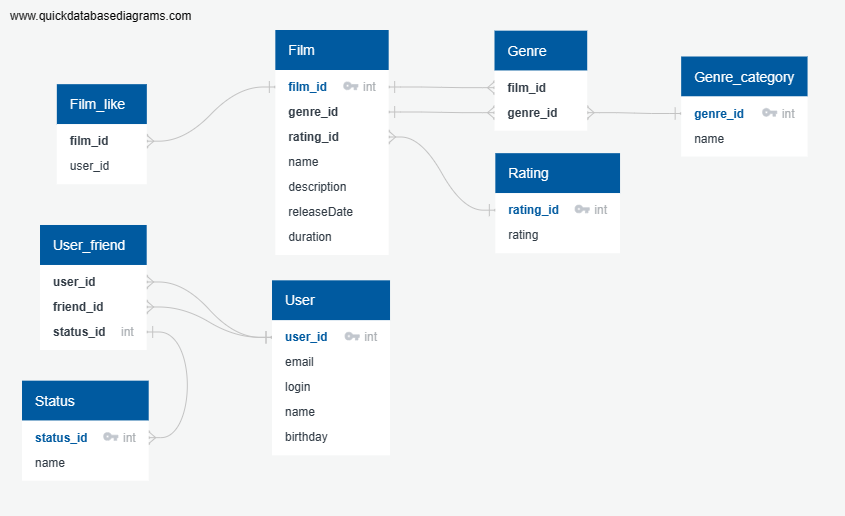 www.quickdatabasediagrams.com
Film
film_id int
genre_id
rating_id
name
description
releaseDate
duration
Genre
film_id
genre_id
Genre_category
genre_id int
name
Film_like
film_id
user_id
Rating
rating_id int
rating
User_friend
user_id
friend_id
status_id int
User
user_id int
email
login
name
birthday
Status
status_id int
name